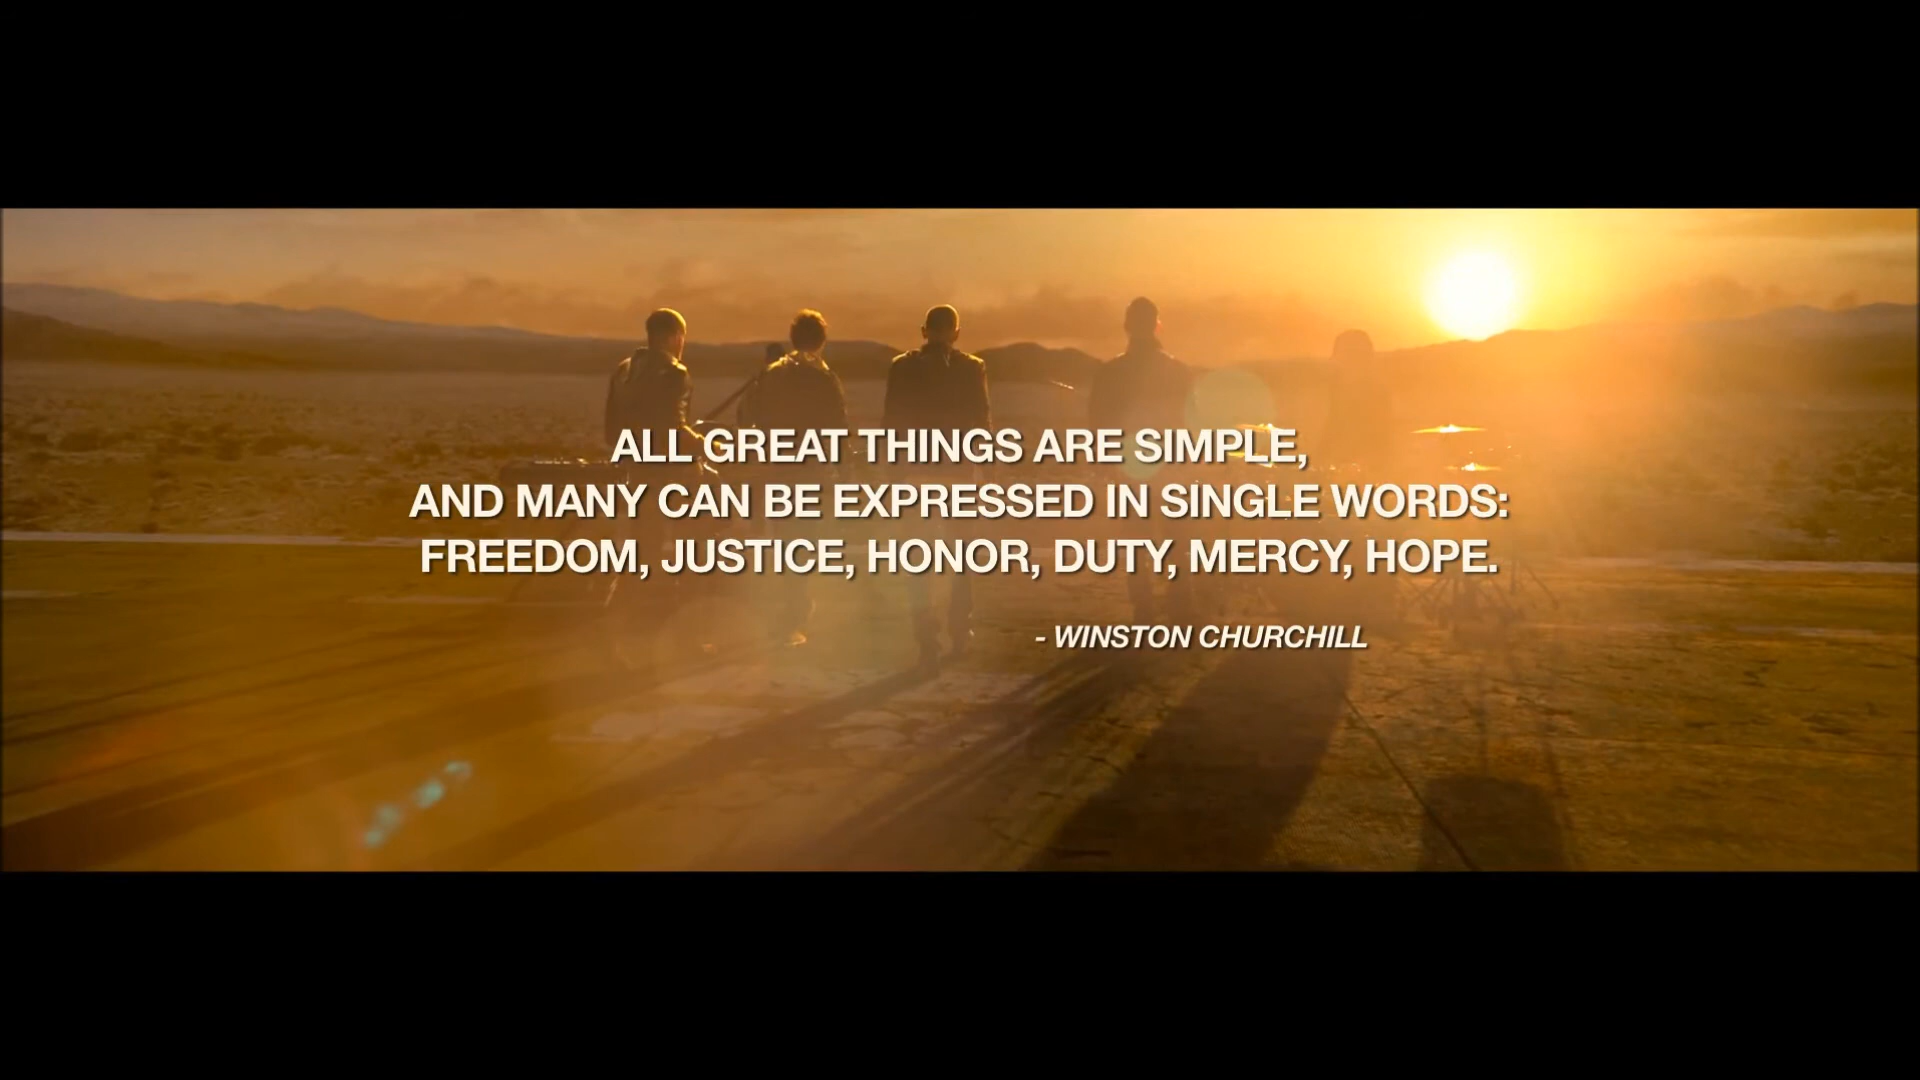 ALL GREAT THINGS ARE SIMPLE,
AND MANY CAN BE EXPRESSED IN SINGLE WORDS:
FREEDOM, JUSTICE, HONOR, DUTY, MERCY, HOPE.
- WINSTON CHURCHILL